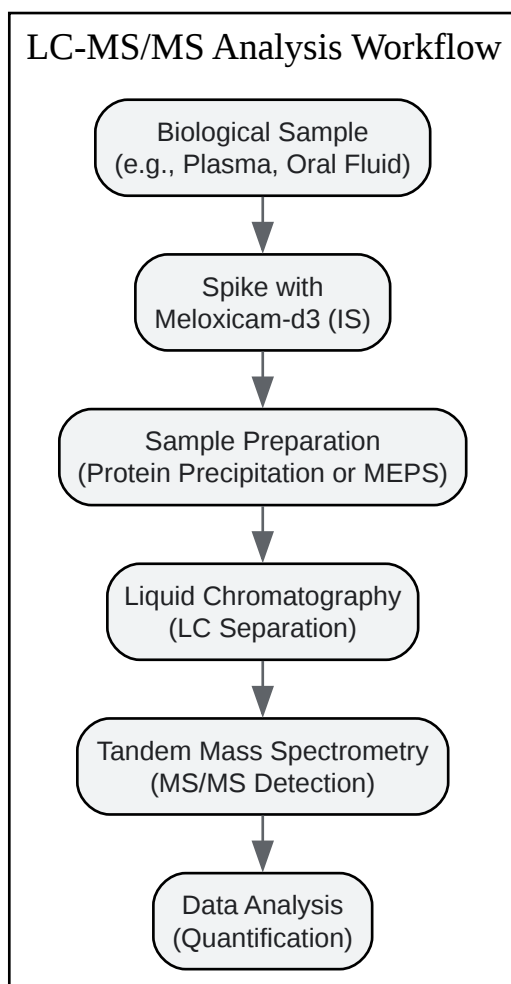 LC-MS/MS Analysis Workflow
Biological Sample
(e.g., Plasma, Oral Fluid)
Spike with
Meloxicam-d3 (IS)
Sample Preparation
(Protein Precipitation or MEPS)
Liquid Chromatography
(LC Separation)
Tandem Mass Spectrometry
(MS/MS Detection)
Data Analysis
(Quantification)